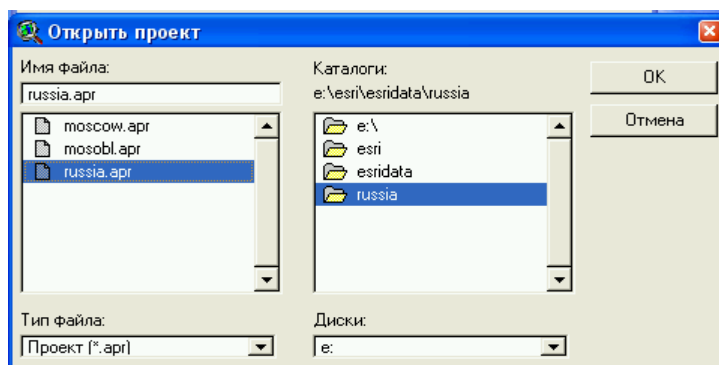 Открыть проект
Имя файла:
russia.apr
moscow.apr
mosobl.apr
russia.apr
Тип файла:
Проект (*.apr)
Каталоги:
e:\esri\esridata\russia
e:\
esri
esridata
russia
Диски:
e:
OK
Отмена